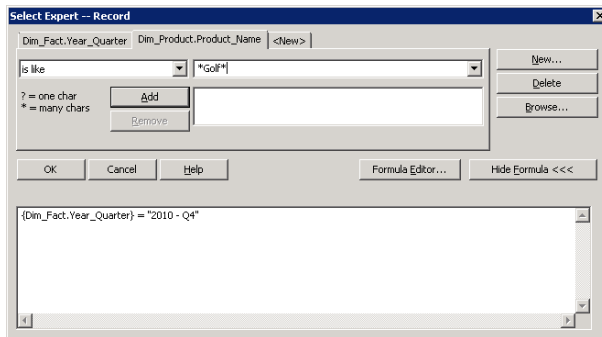 Select Expert -- Record
Dim_Fact.Year_Quarter Dim_Product.Product_Name <New>
is like *Golf*
New...
Delete
Browse...
? = one char
* = many chars
Add
Remove
OK Cancel Help Formula Editor... Hide Formula <<<
{Dim_Fact.Year_Quarter} = "2010 - Q4"